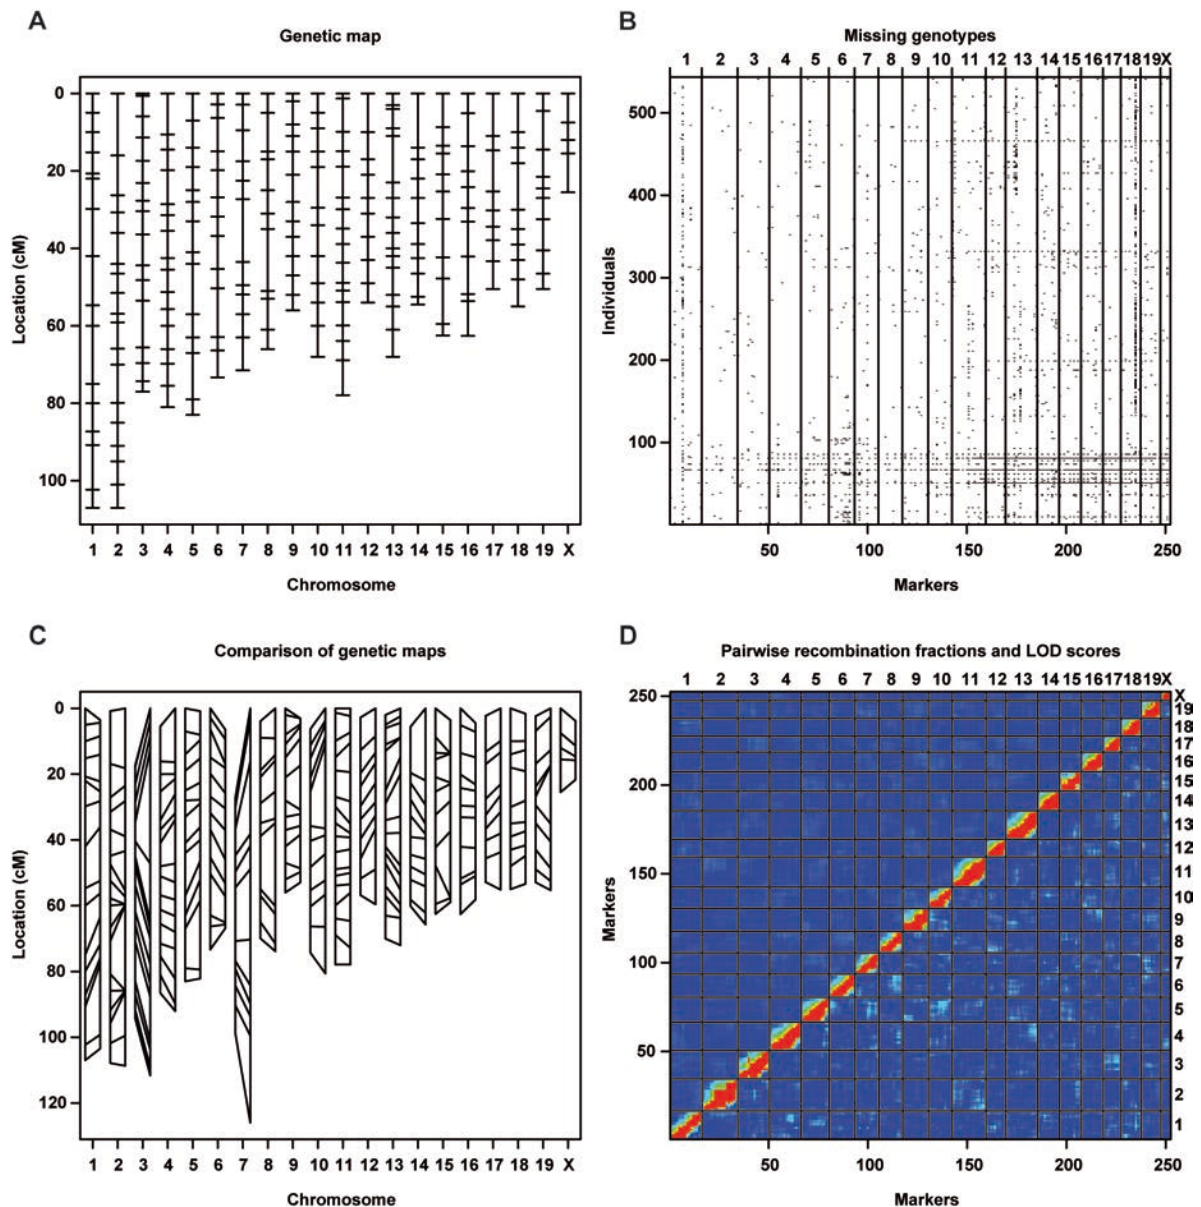 A
Genetic map
0
20
40
60
80
100
Location (cM)
1 2 3 4 5 6 7 8 9 10 11 12 13 14 15 16 17 18 19 X
Chromosome
B
Missing genotypes
1 2 3 4 5 6 7 8 9 10 11 12 13 14 15 16 17 18 19 X
500
400
300
200
100
Individuals
50 100 150 200 250
Markers
C
Comparison of genetic maps
0
20
40
60
80
100
120
Location (cM)
1 2 3 4 5 6 7 8 9 10 11 12 13 14 15 16 17 18 19 X
Chromosome
D
Pairwise recombination fractions and LOD scores
1 2 3 4 5 6 7 8 9 10 11 12 13 14 15 16 17 18 19 X
250
200
150
100
50
Markers
X
19
18
17
16
15
14
13
12
11
10
9
8
7
6
5
4
3
2
1
50 100 150 200 250
Markers